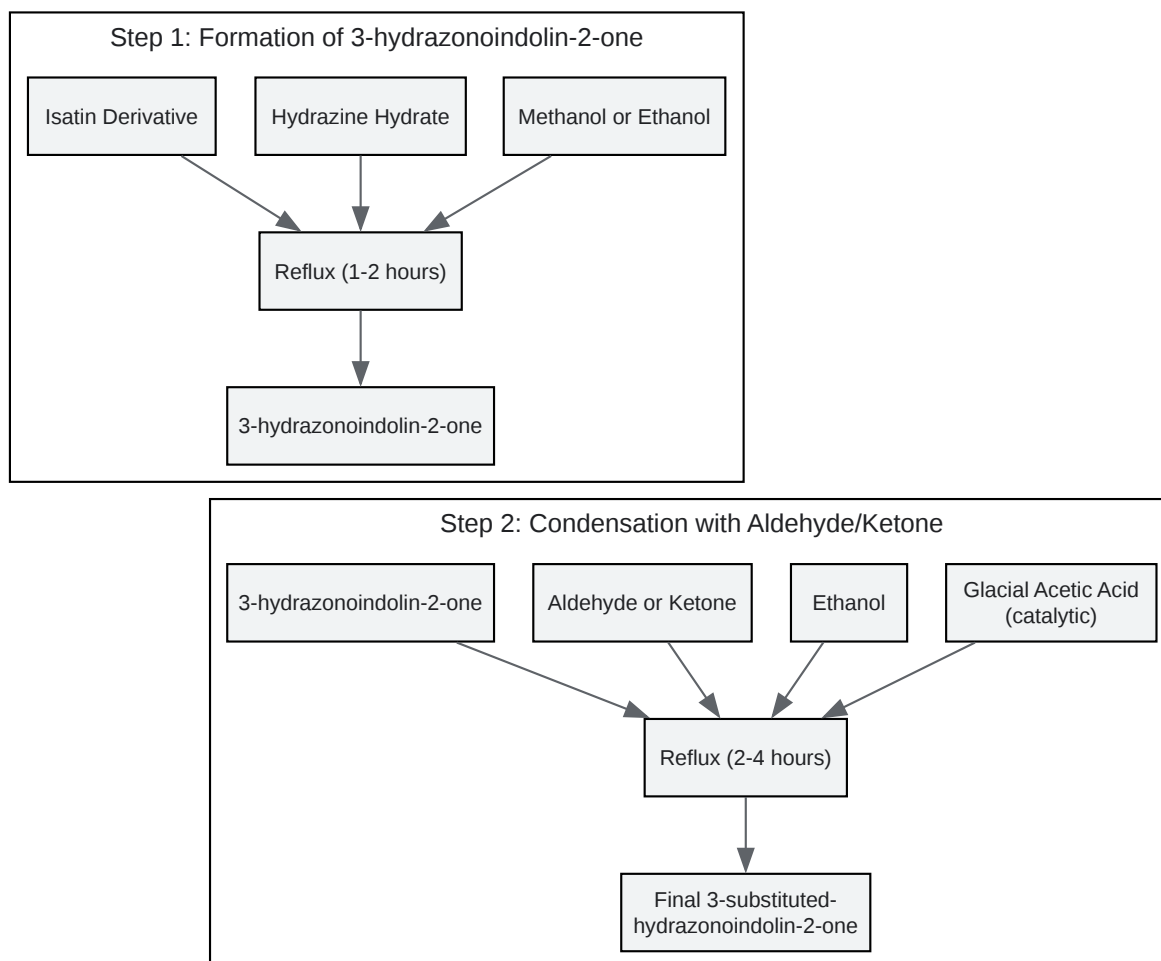 Step 1: Formation of 3-hydrazonoindolin-2-one
Isatin Derivative
Hydrazine Hydrate
Methanol or Ethanol
Reflux (1-2 hours)
3-hydrazonoindolin-2-one
Step 2: Condensation with Aldehyde/Ketone
3-hydrazonoindolin-2-one
Aldehyde or Ketone
Ethanol
Glacial Acetic Acid
(catalytic)
Reflux (2-4 hours)
Final 3-substituted-
hydrazonoindolin-2-one